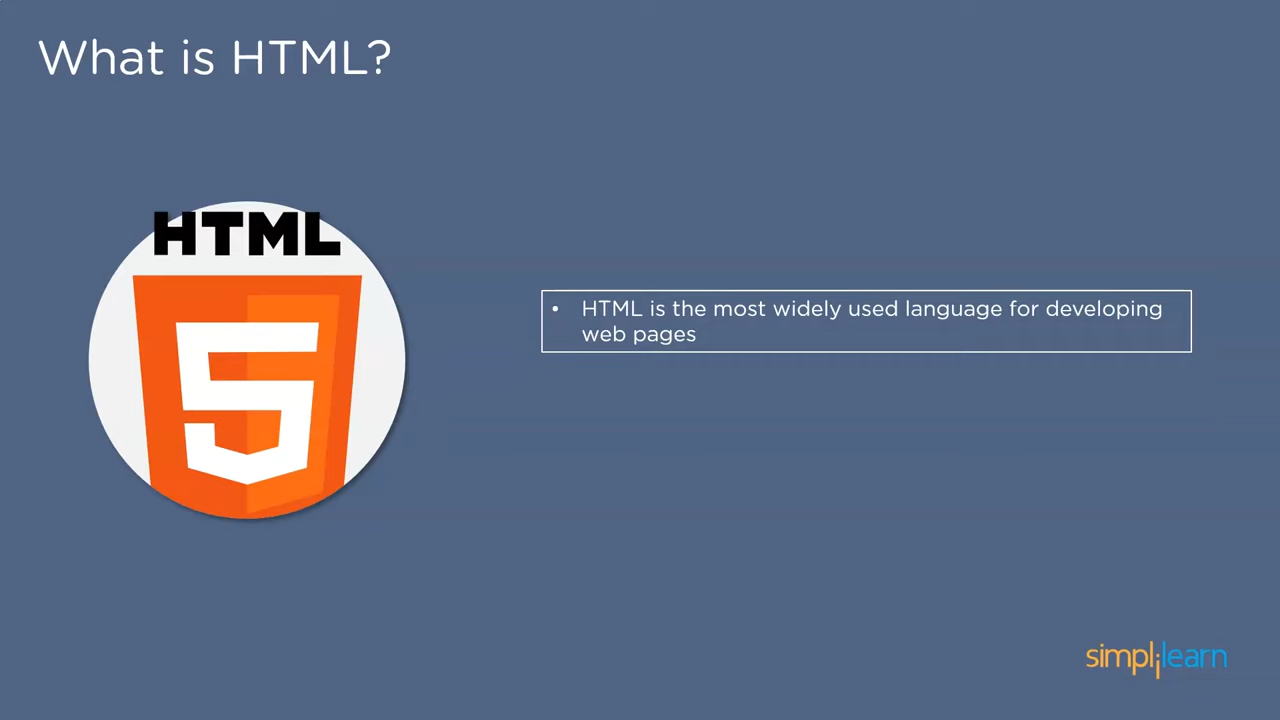 What is HTML?
HTML
5
• HTML is the most widely used language for developing
web pages
simplilearn